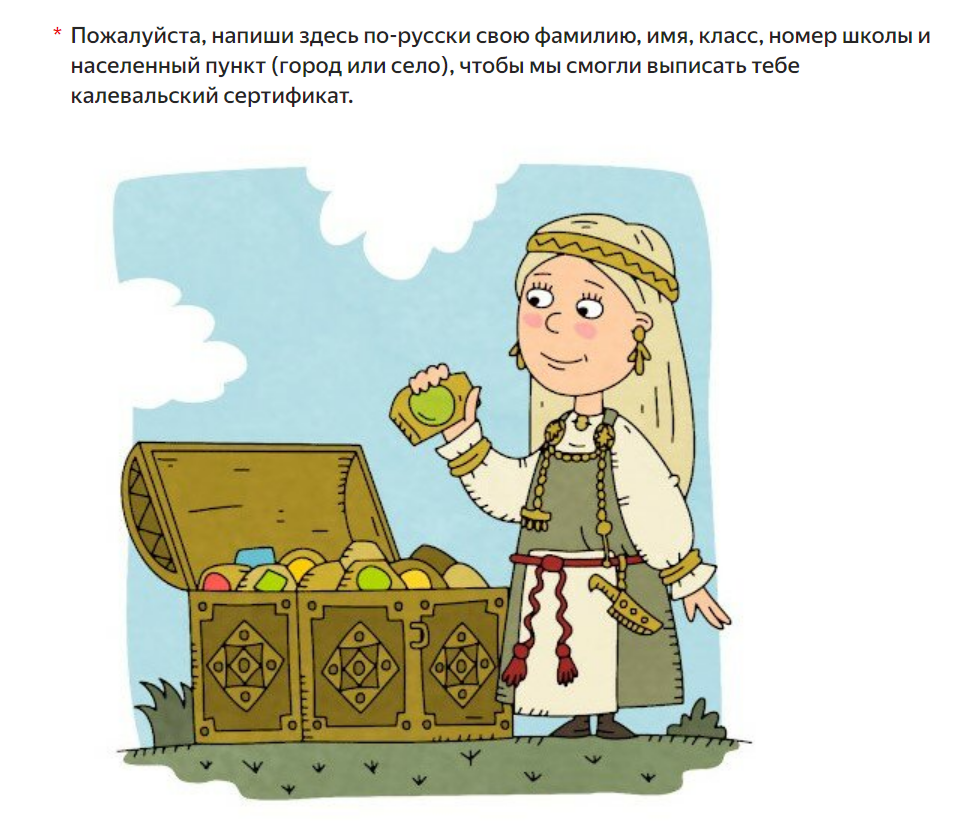 * Пожалуйста, напиши здесь по-русски свою фамилию, имя, класс, номер школы и
населенный пункт (город или село), чтобы мы смогли выписать тебе
калевальский сертификат.